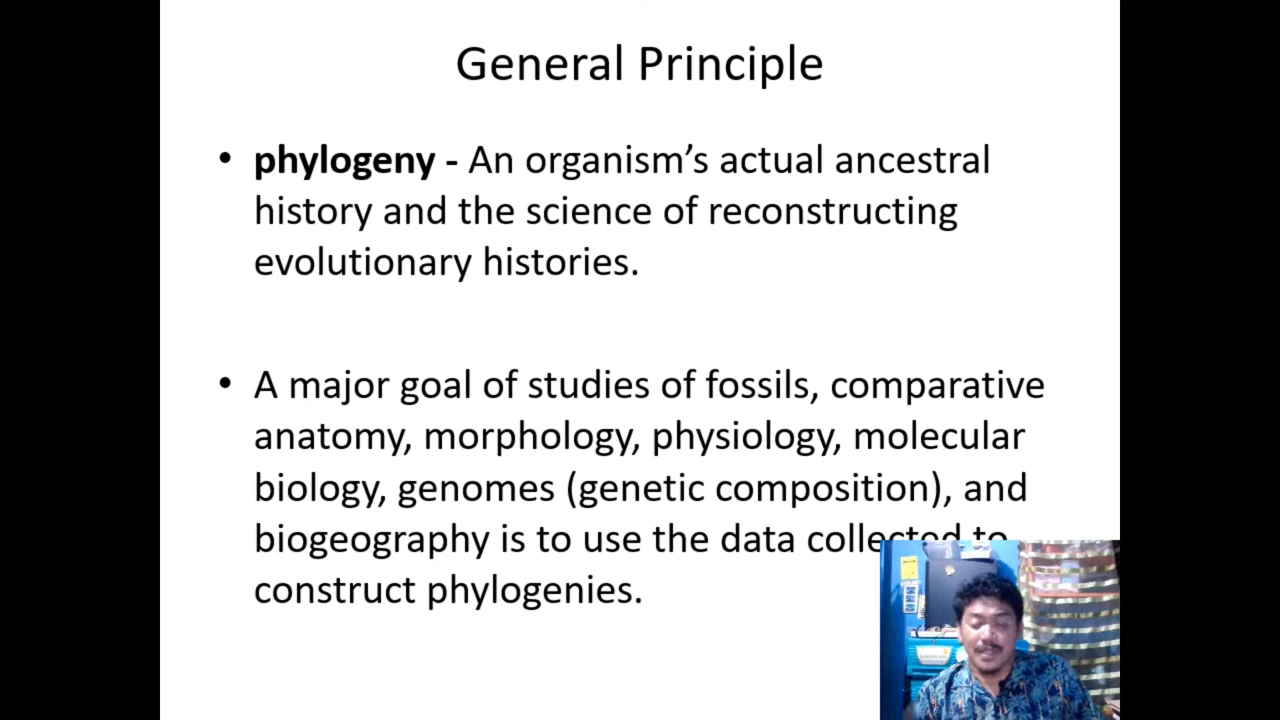 General Principle
• phylogeny - An organism’s actual ancestral
history and the science of reconstructing
evolutionary histories.
• A major goal of studies of fossils, comparative
anatomy, morphology, physiology, molecular
biology, genomes (genetic composition), and
biogeography is to use the data collected to
construct phylogenies.